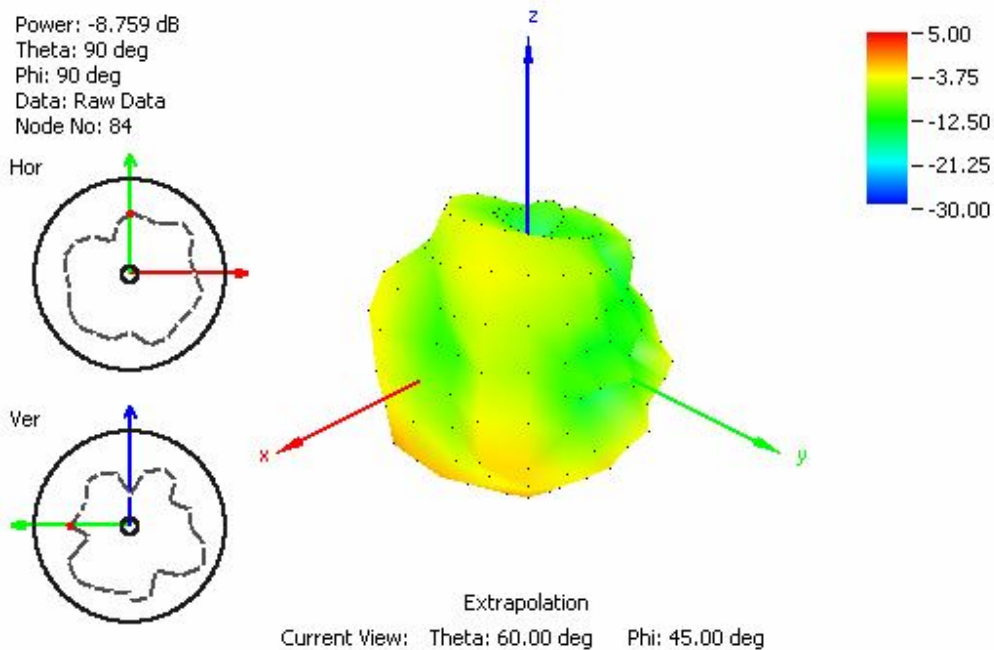 Power: -8.759 dB
Theta: 90 deg
Phi: 90 deg
Data: Raw Data
Node No: 84
Hor
Ver
z
x
y
5.00
-3.75
-12.50
-21.25
-30.00
Extrapolation
Current View: Theta: 60.00 deg Phi: 45.00 deg